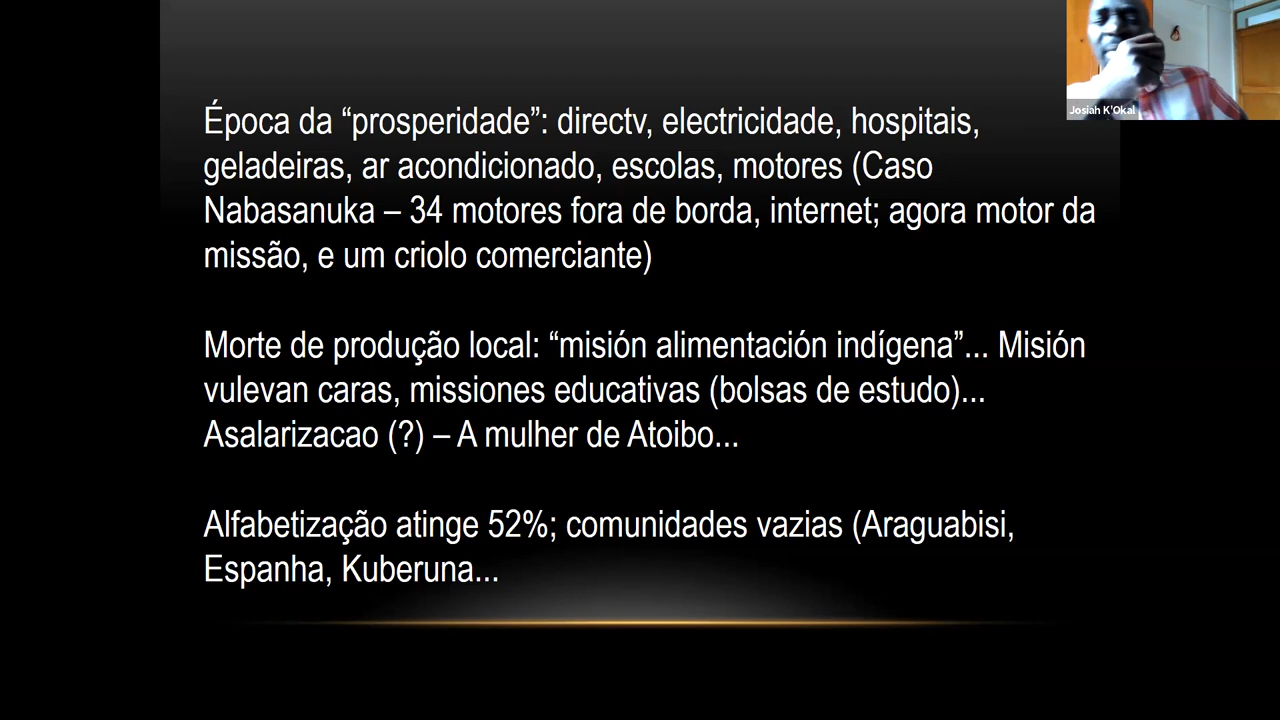 Época da “prosperidade”: directv, electricidade, hospitais,
geladeiras, ar acondicionado, escolas, motores (Caso
Nabasanuka – 34 motores fora de borda, internet; agora motor da
missão, e um criolo comerciante)
Morte de produção local: “misión alimentación indígena”... Misión
vulevan caras, missiones educativas (bolsas de estudo)...
Asalarizacao (?) – A mulher de Atoibo...
Alfabetização atinge 52%; comunidades vazias (Araguabisi,
Espanha, Kuberuna...
Josiah K'Okal